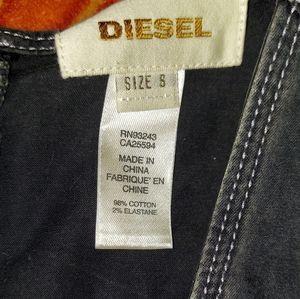 DIESEL
SIZE S
RN93243
CA25594
MADE IN
CHINA
FABRIQUE' EN
CHINE
98% COTTON
2% ELASTANE